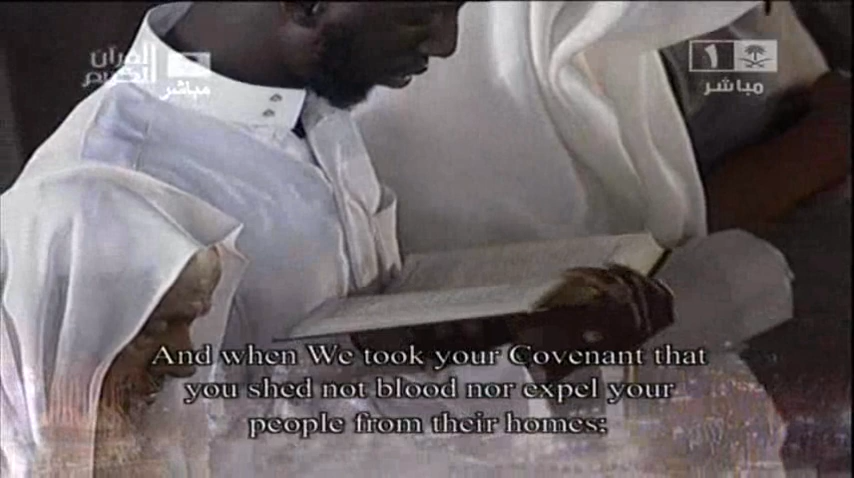 القرآن
الكريم
مباشر
١
مباشر
And when We took your Covenant that
you shed not blood nor expel your
people from their homes;